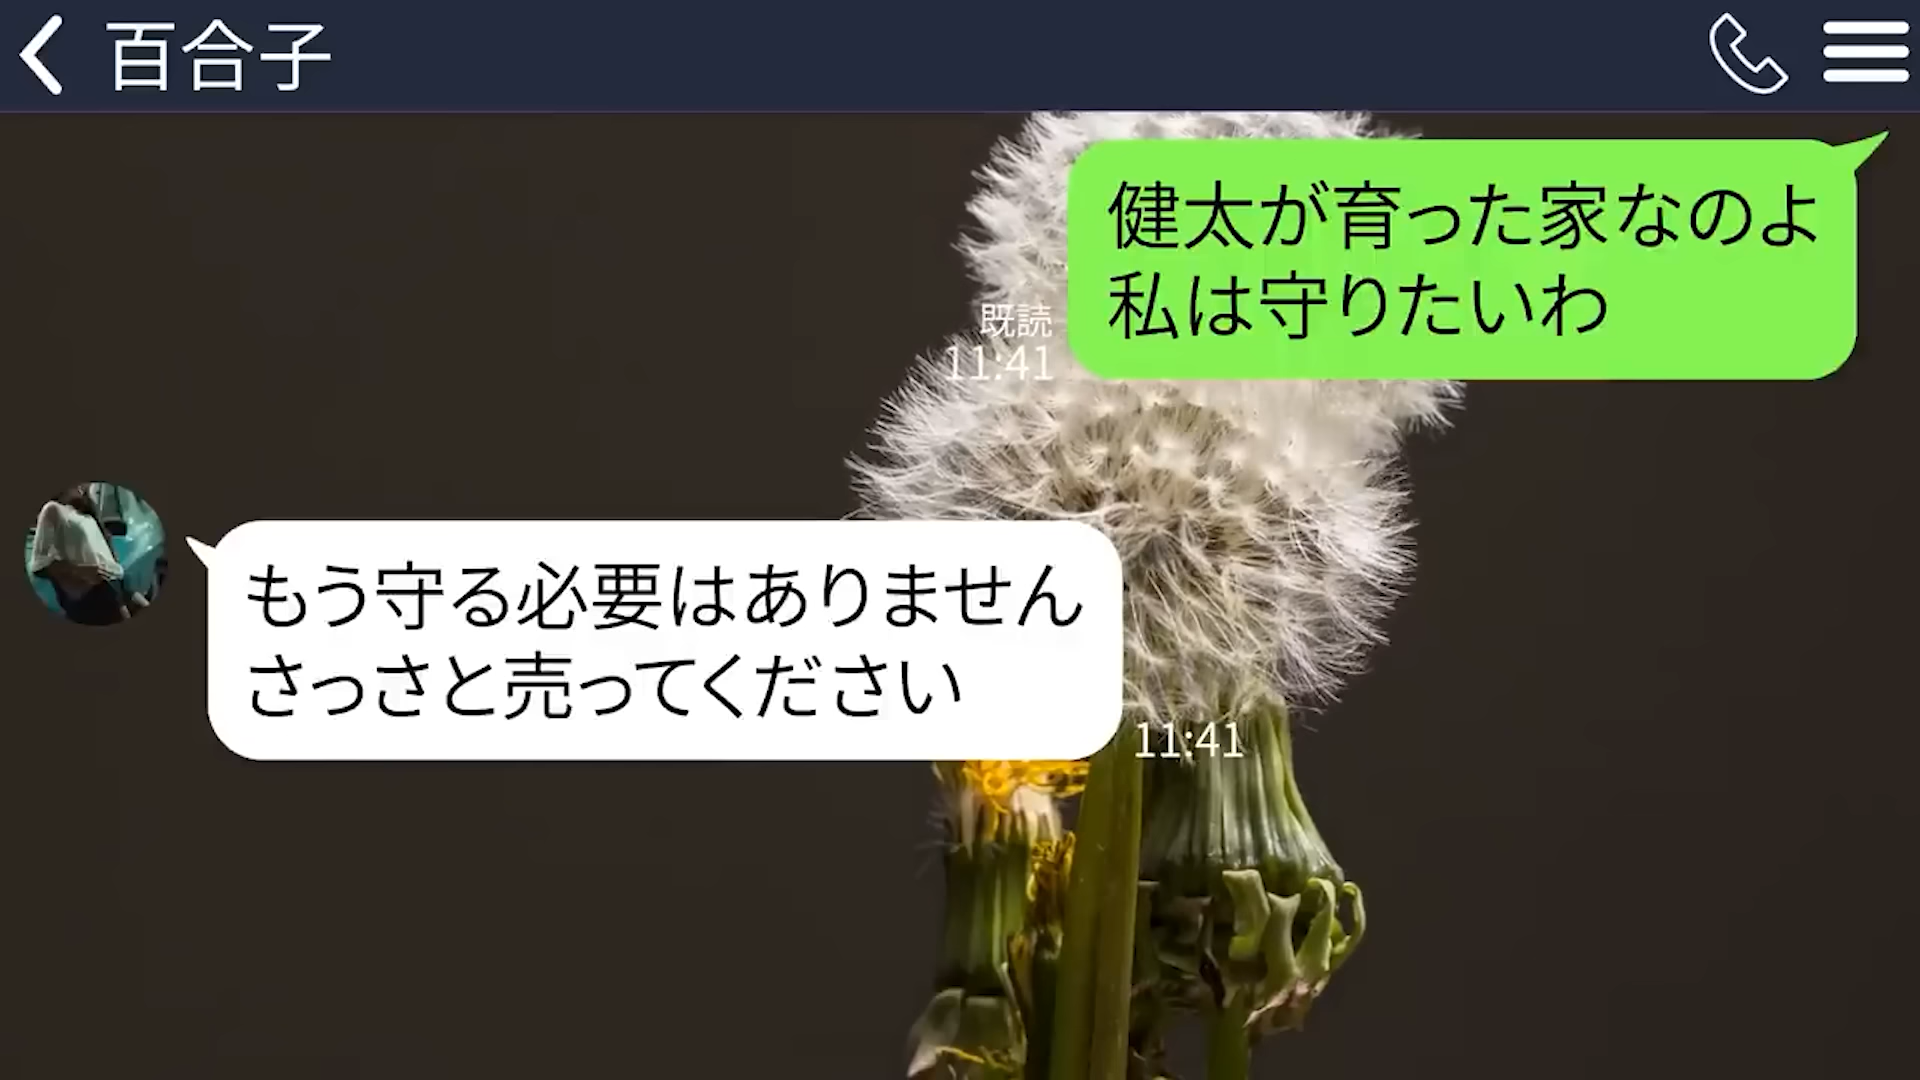 百合子
健太が育った家なのよ
私は守りたいわ
既読
11:41
もう守る必要はありません
さっさと売ってください
11:41